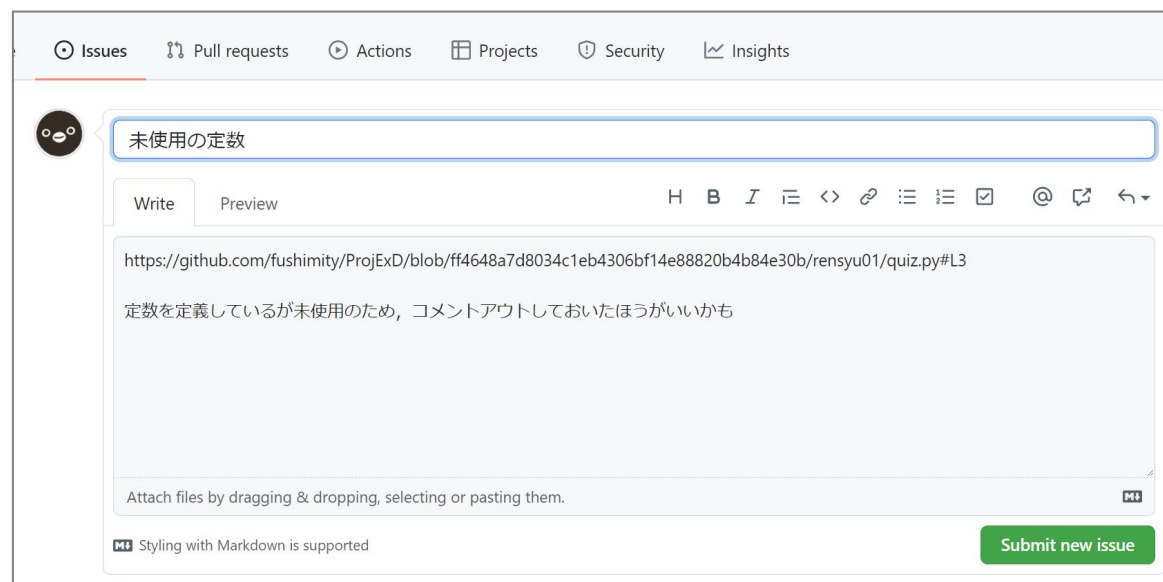 Issues Pull requests Actions Projects Security Insights
未使用の定数
Write Preview
https://github.com/fushimity/ProjExD/blob/ff4648a7d8034c1eb4306bf14e88820b4b84e30b/rensyu01/quiz.py#L3
定数を定義しているが未使用のため，コメントアウトしておいたほうがいいかも
Attach files by dragging & dropping, selecting or pasting them.
Styling with Markdown is supported
Submit new issue